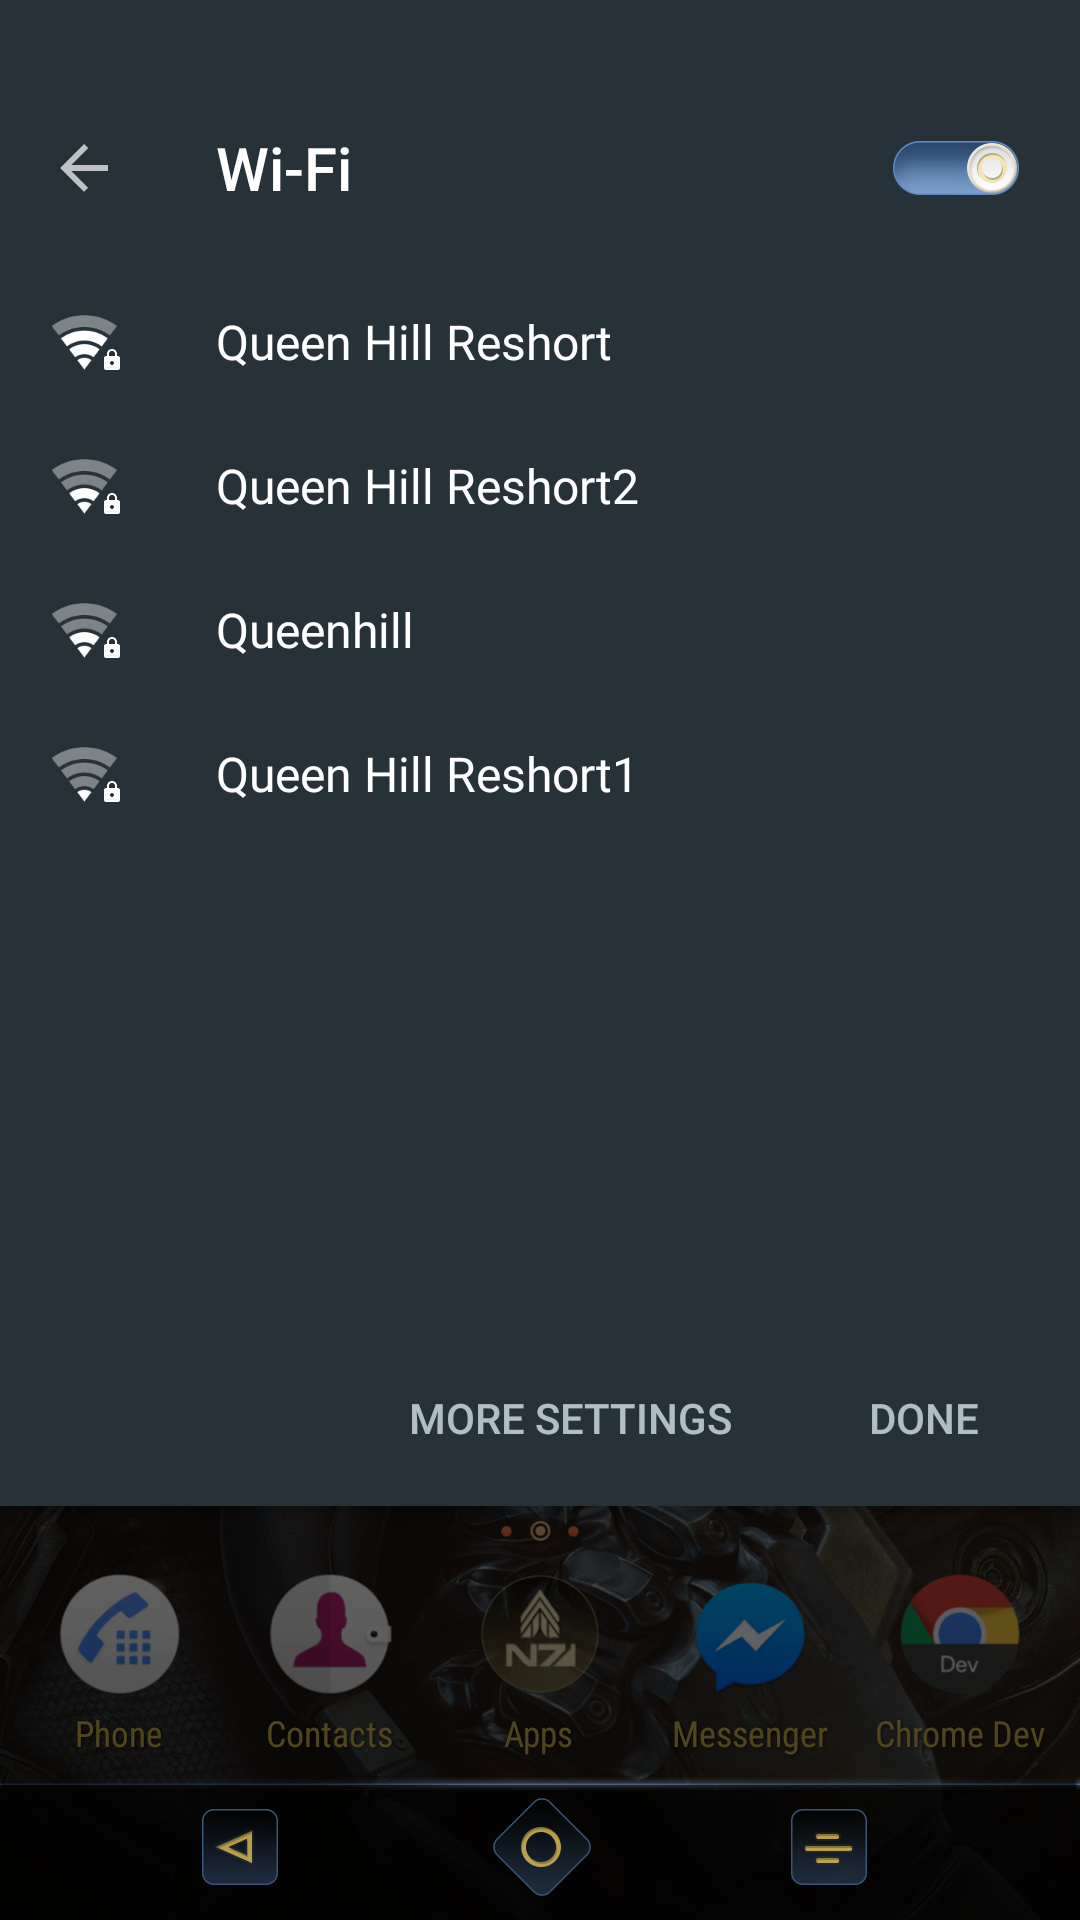 Wi-Fi
Queen Hill Reshort
Queen Hill Reshort2
Queenhill
Queen Hill Reshort1
MORE SETTINGS
DONE
N7
Dev
Phone
Contacts
Apps
Messenger
Chrome Dev